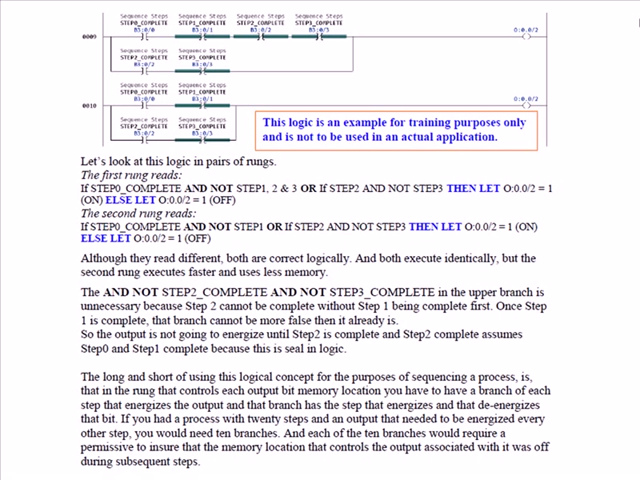 Sequence Steps Sequence Steps Sequence Steps Sequence Steps
STEP0_COMPLETE STEP1_COMPLETE STEP2_COMPLETE STEP3_COMPLETE
B3:0/0 B3:0/1 B3:0/2 B3:0/3 O:0.0/2
0009
Sequence Steps Sequence Steps
STEP2_COMPLETE STEP3_COMPLETE
B3:0/2 B3:0/3
Sequence Steps Sequence Steps
STEP0_COMPLETE STEP1_COMPLETE
B3:0/0 B3:0/1 O:0.0/2
0010
Sequence Steps Sequence Steps
STEP2_COMPLETE STEP3_COMPLETE
B3:0/2 B3:0/3
This logic is an example for training purposes only
and is not to be used in an actual application.
Let's look at this logic in pairs of rungs.
The first rung reads:
If STEP0_COMPLETE AND NOT STEP1, 2 & 3 OR If STEP2 AND NOT STEP3 THEN LET O:0.0/2 = 1
(ON) ELSE LET O:0.0/2 = 1 (OFF)
The second rung reads:
If STEP0_COMPLETE AND NOT STEP1 OR If STEP2 AND NOT STEP3 THEN LET O:0.0/2 = 1 (ON)
ELSE LET O:0.0/2 = 1 (OFF)
Although they read different, both are correct logically. And both execute identically, but the
second rung executes faster and uses less memory.
The AND NOT STEP2_COMPLETE AND NOT STEP3_COMPLETE in the upper branch is
unnecessary because Step 2 cannot be complete without Step 1 being complete first. Once Step
1 is complete, that branch cannot be more false then it already is.
So the output is not going to energize until Step2 is complete and Step2 complete assumes
Step0 and Step1 complete because this is seal in logic.
The long and short of using this logical concept for the purposes of sequencing a process, is,
that in the rung that controls each output bit memory location you have to have a branch of each
step that energizes the output and that branch has the step that energizes and that de-energizes
that bit. If you had a process with twenty steps and an output that needed to be energized every
other step, you would need ten branches. And each of the ten branches would require a
permissive to insure that the memory location that controls the output associated with it was off
during subsequent steps.